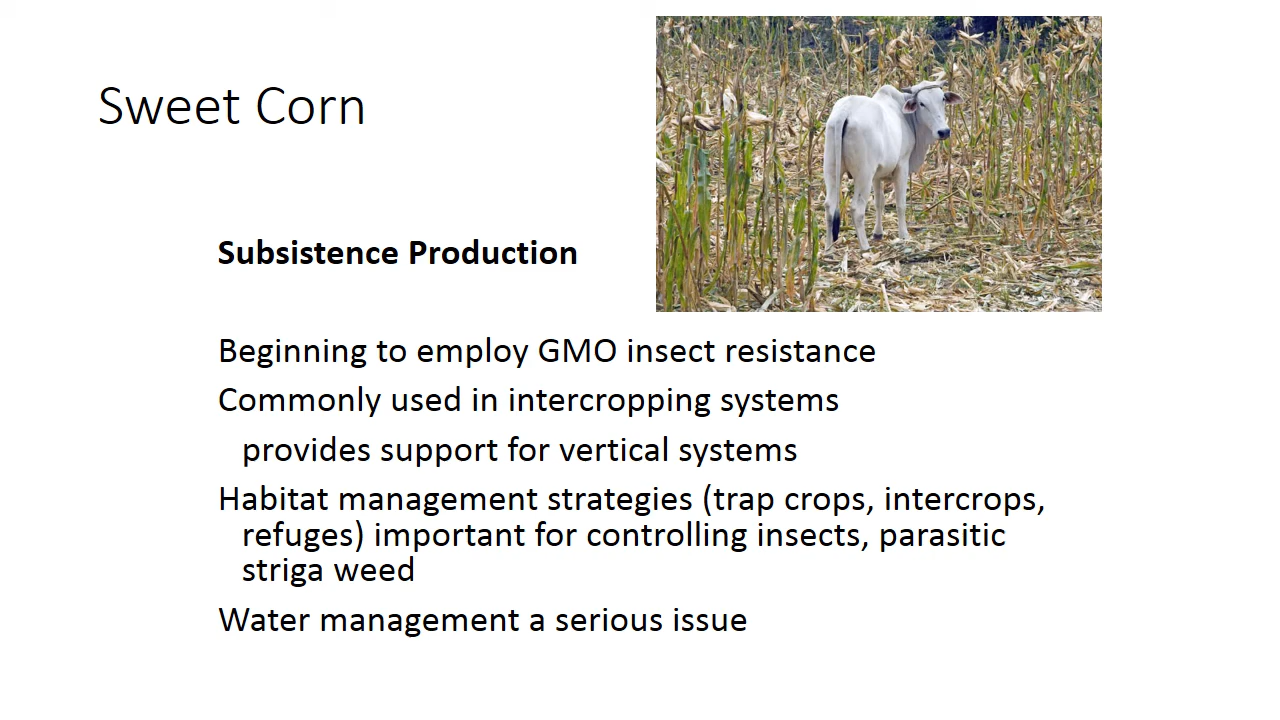 Sweet Corn
Subsistence Production
Beginning to employ GMO insect resistance
Commonly used in intercropping systems
provides support for vertical systems
Habitat management strategies (trap crops, intercrops,
refuges) important for controlling insects, parasitic
striga weed
Water management a serious issue